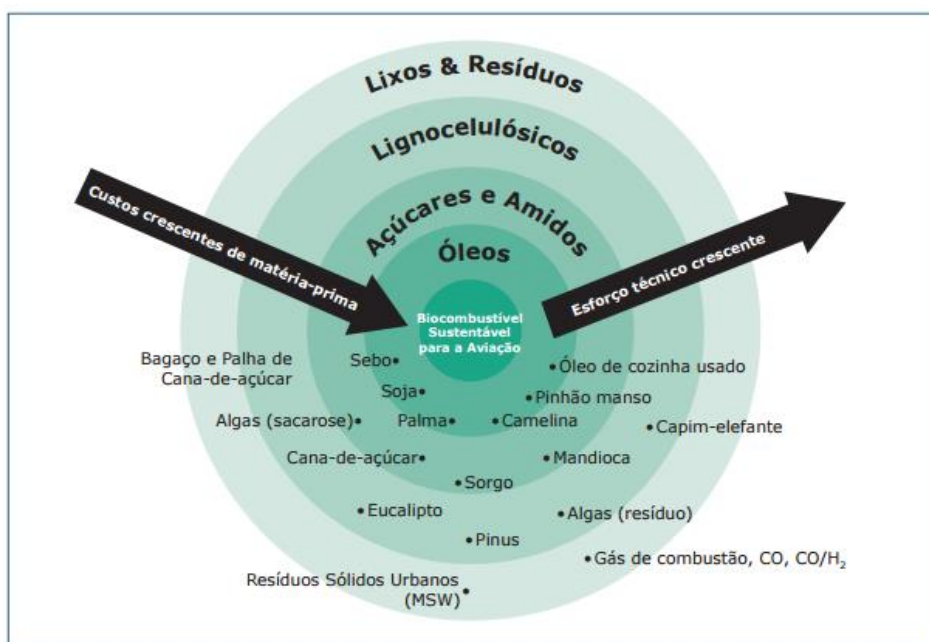 Lixos & Resíduos
Lignocelulósicos
Açúcares e Amidos
Óleos
Custos crescentes de matéria-prima
Esforço técnico crescente
Biocombustível
Sustentável
para a Aviação
Bagaço e Palha de
Cana-de-açúcar
Sebo•
•Óleo de cozinha usado
Soja•
•Pinhão manso
Algas (sacarose)•
Palma•
•Camelina
•Capim-elefante
Cana-de-açúcar•
•Mandioca
•Sorgo
•Eucalipto
•Algas (resíduo)
•Pinus
•Gás de combustão, CO, CO/H₂
Resíduos Sólidos Urbanos
(MSW)•